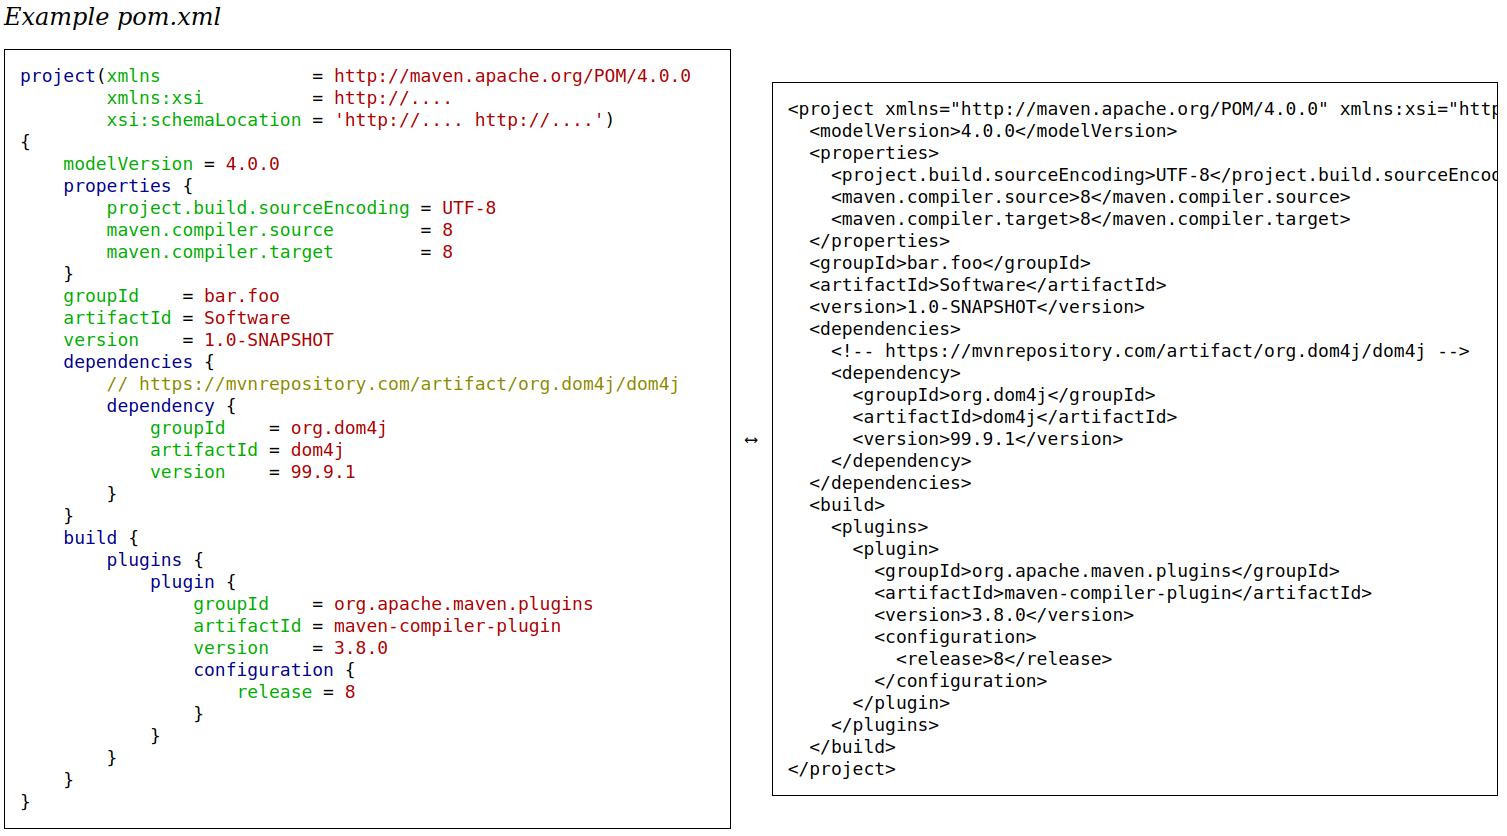 Example pom.xml
project(xmlns              = http://maven.apache.org/POM/4.0.0
        xmlns:xsi          = http://....
        xsi:schemaLocation = 'http://.... http://....')
{
    modelVersion = 4.0.0
    properties {
        project.build.sourceEncoding = UTF-8
        maven.compiler.source        = 8
        maven.compiler.target        = 8
    }
    groupId    = bar.foo
    artifactId = Software
    version    = 1.0-SNAPSHOT
    dependencies {
        // https://mvnrepository.com/artifact/org.dom4j/dom4j
        dependency {
            groupId    = org.dom4j
            artifactId = dom4j
            version    = 99.9.1
        }
    }
    build {
        plugins {
            plugin {
                groupId    = org.apache.maven.plugins
                artifactId = maven-compiler-plugin
                version    = 3.8.0
                configuration {
                    release = 8
                }
            }
        }
    }
}
↔
<project xmlns="http://maven.apache.org/POM/4.0.0" xmlns:xsi="http
  <modelVersion>4.0.0</modelVersion>
  <properties>
    <project.build.sourceEncoding>UTF-8</project.build.sourceEncod
    <maven.compiler.source>8</maven.compiler.source>
    <maven.compiler.target>8</maven.compiler.target>
  </properties>
  <groupId>bar.foo</groupId>
  <artifactId>Software</artifactId>
  <version>1.0-SNAPSHOT</version>
  <dependencies>
    <!-- https://mvnrepository.com/artifact/org.dom4j/dom4j -->
    <dependency>
      <groupId>org.dom4j</groupId>
      <artifactId>dom4j</artifactId>
      <version>99.9.1</version>
    </dependency>
  </dependencies>
  <build>
    <plugins>
      <plugin>
        <groupId>org.apache.maven.plugins</groupId>
        <artifactId>maven-compiler-plugin</artifactId>
        <version>3.8.0</version>
        <configuration>
          <release>8</release>
        </configuration>
      </plugin>
    </plugins>
  </build>
</project>